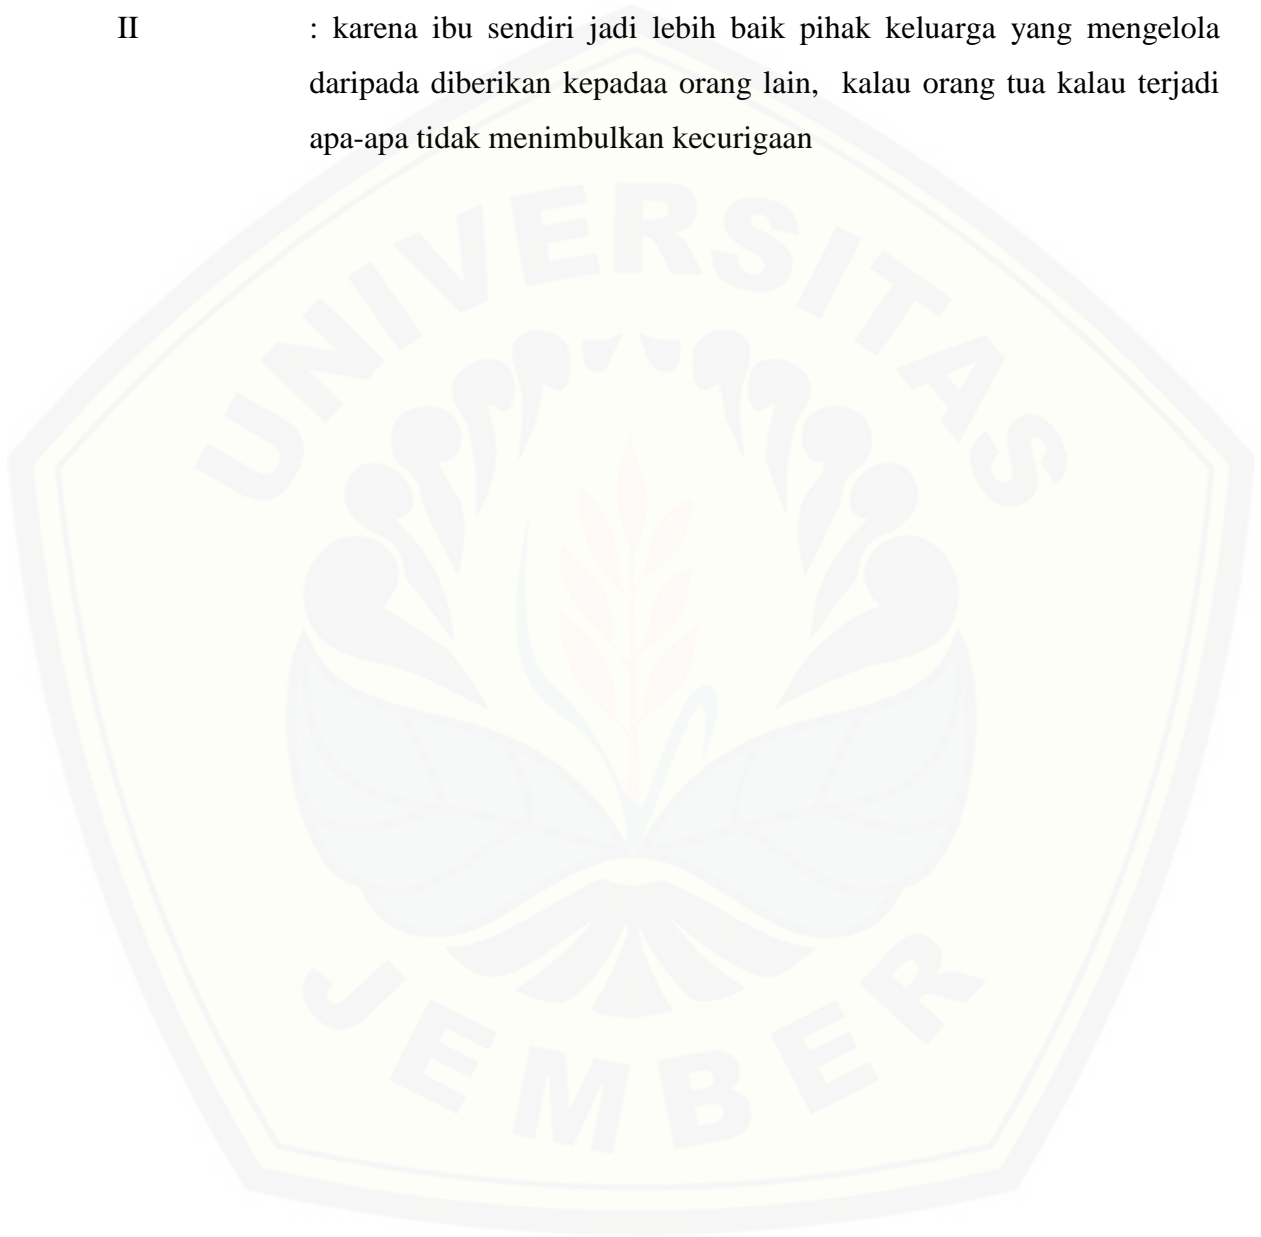 II : karena ibu sendiri jadi lebih baik pihak keluarga yang mengelola
daripada diberikan kepadaa orang lain, kalau orang tua kalau terjadi
apa-apa tidak menimbulkan kecurigaan
UNIVERSITAS
JEMBER